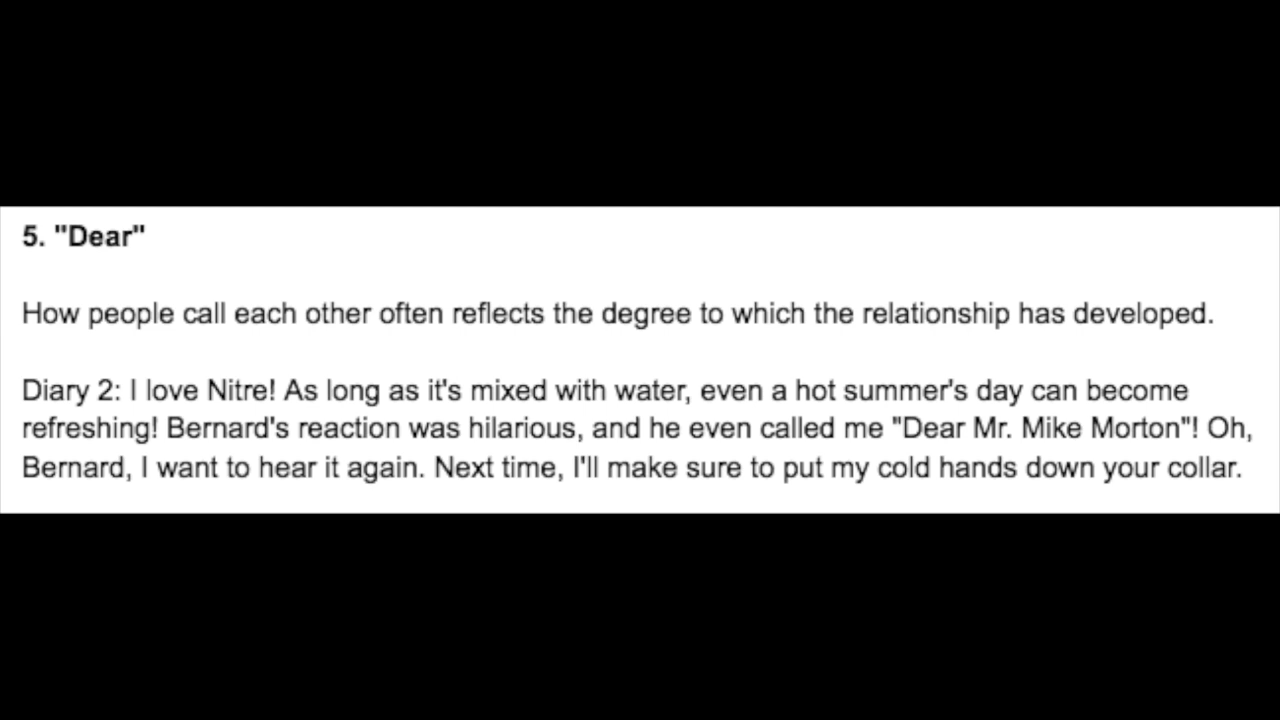 5. "Dear"
How people call each other often reflects the degree to which the relationship has developed.
Diary 2: I love Nitre! As long as it's mixed with water, even a hot summer's day can become
refreshing! Bernard's reaction was hilarious, and he even called me "Dear Mr. Mike Morton"! Oh,
Bernard, I want to hear it again. Next time, I'll make sure to put my cold hands down your collar.